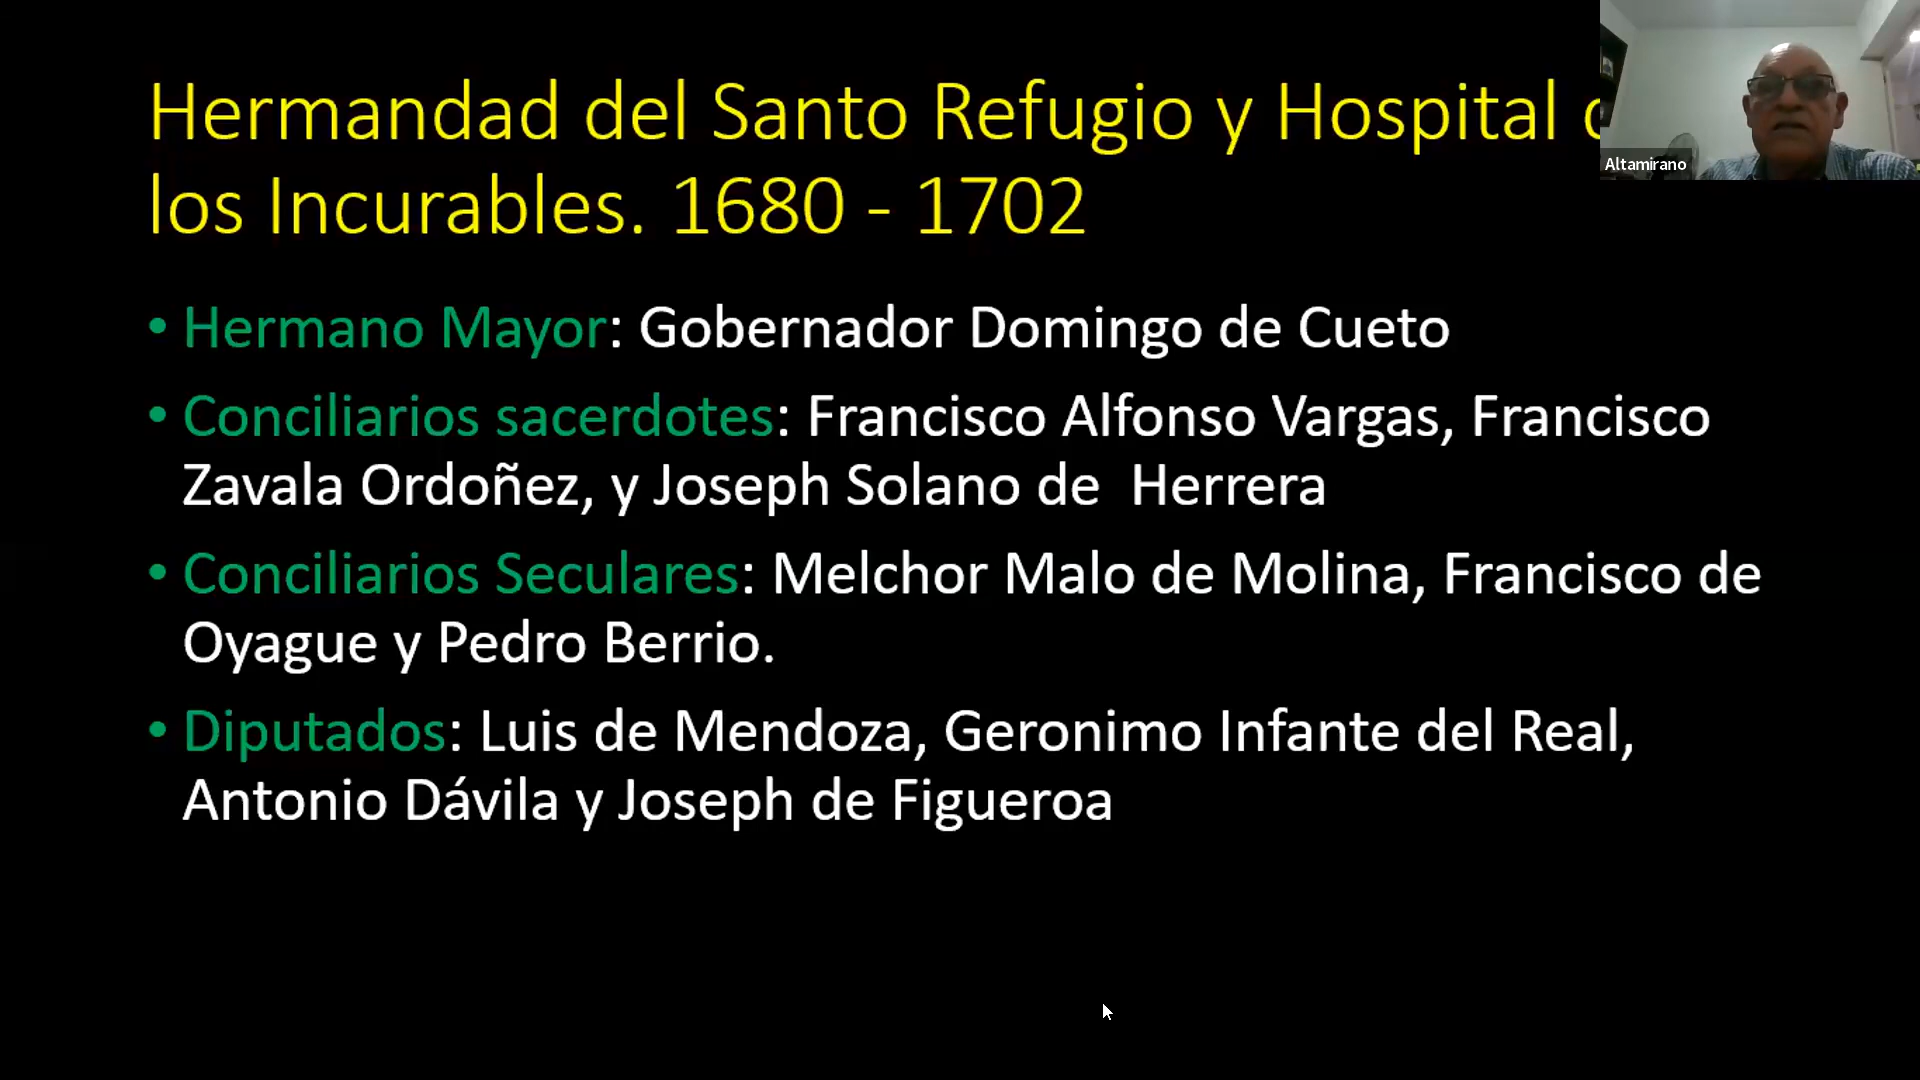 Hermandad del Santo Refugio y Hospital
los Incurables. 1680 - 1702
Altamirano
• Hermano Mayor: Gobernador Domingo de Cueto
• Conciliarios sacerdotes: Francisco Alfonso Vargas, Francisco
Zavala Ordoñez, y Joseph Solano de  Herrera
• Conciliarios Seculares: Melchor Malo de Molina, Francisco de
Oyague y Pedro Berrio.
• Diputados: Luis de Mendoza, Geronimo Infante del Real,
Antonio Dávila y Joseph de Figueroa